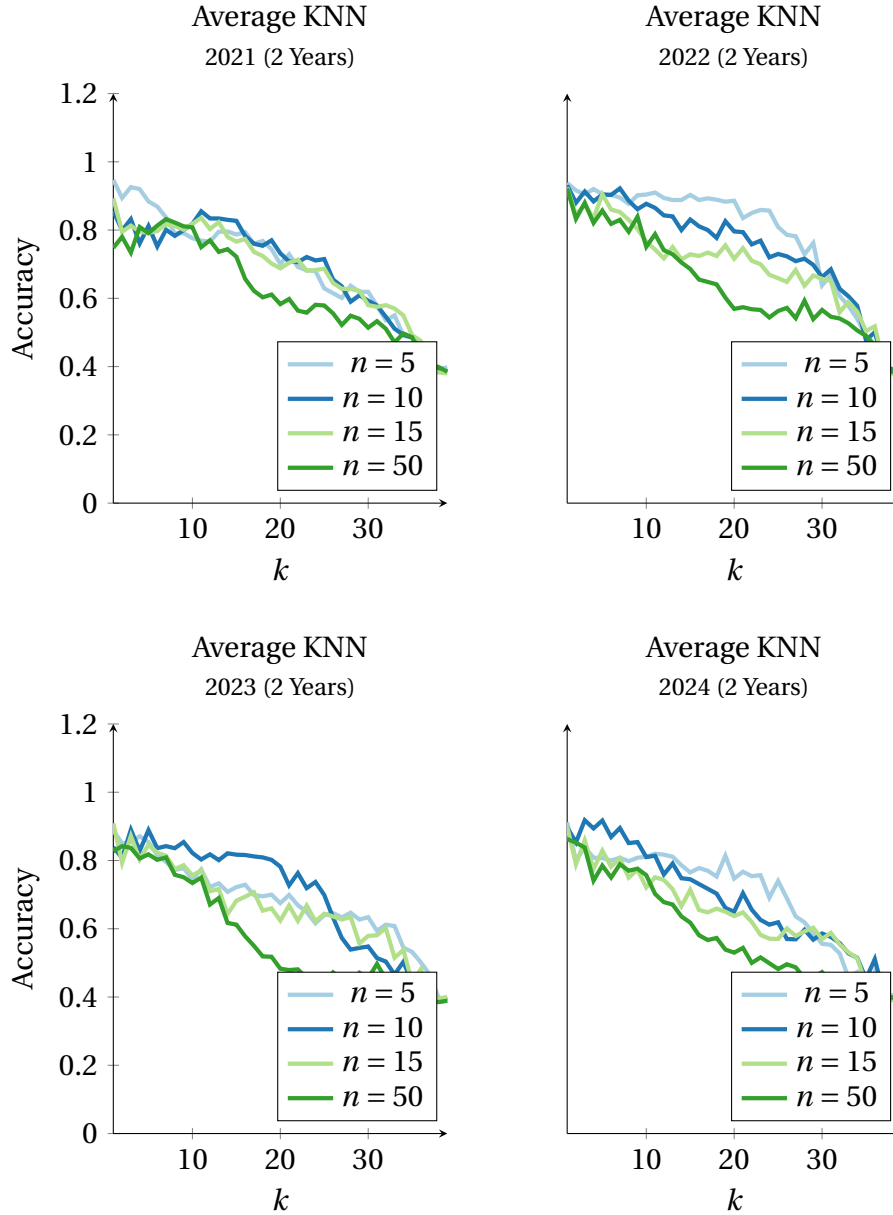 Average KNN
2021 (2 Years)
1.2
1
0.8
0.6
0.4
0.2
0
Accuracy
10 20 30
k
n = 5
n = 10
n = 15
n = 50
Average KNN
2022 (2 Years)
10 20 30
k
n = 5
n = 10
n = 15
n = 50
Average KNN
2023 (2 Years)
1.2
1
0.8
0.6
0.4
0.2
0
Accuracy
10 20 30
k
n = 5
n = 10
n = 15
n = 50
Average KNN
2024 (2 Years)
10 20 30
k
n = 5
n = 10
n = 15
n = 50